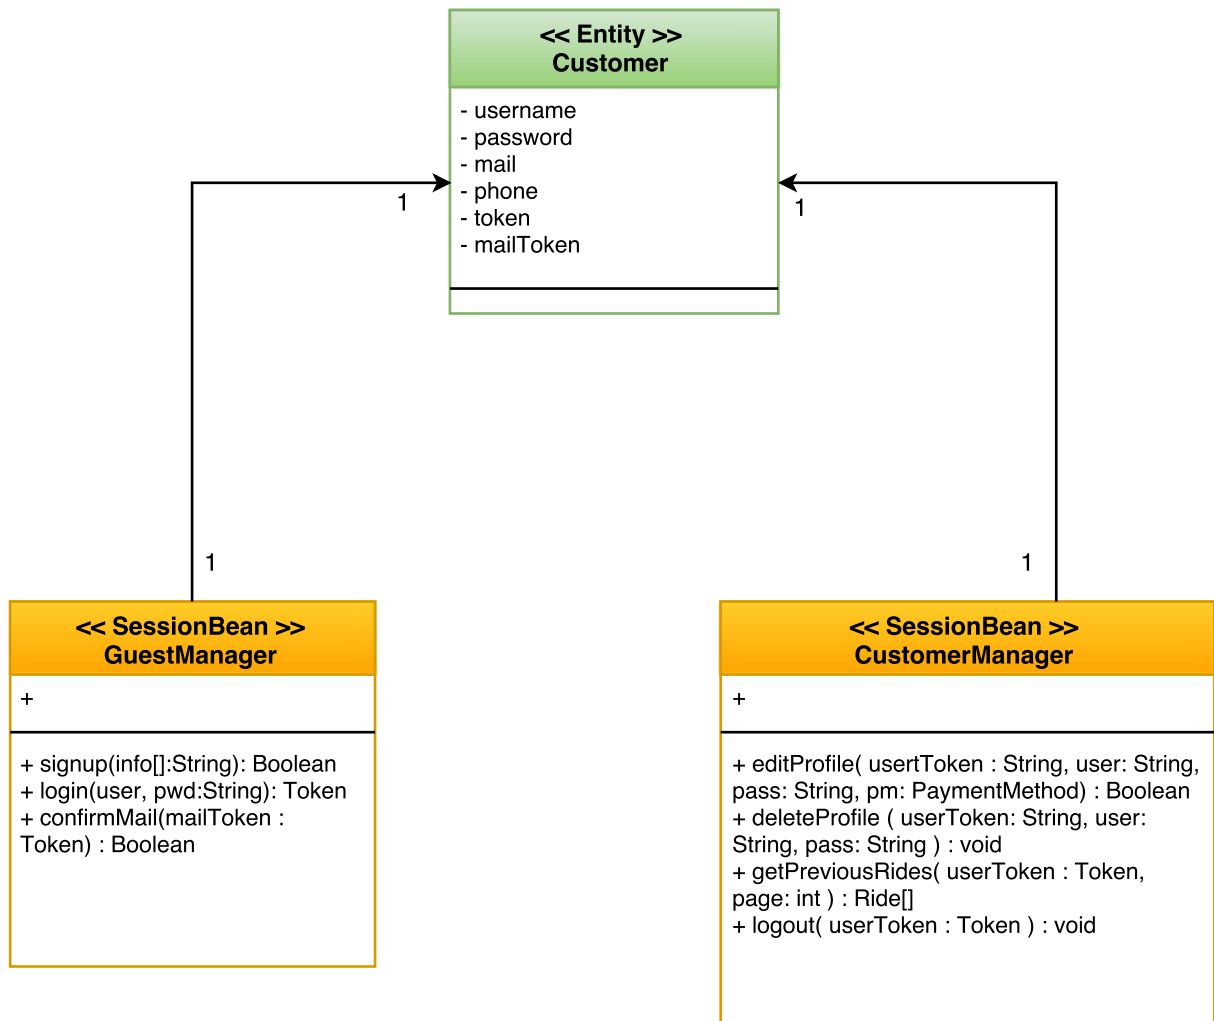 << Entity >>
Customer
- username
- password
- mail
- phone
- token
- mailToken
1
1
1
1
<< SessionBean >>
GuestManager
+
+ signup(info[]:String): Boolean
+ login(user, pwd:String): Token
+ confirmMail(mailToken :
Token) : Boolean
<< SessionBean >>
CustomerManager
+
+ editProfile( usertToken : String, user: String,
pass: String, pm: PaymentMethod) : Boolean
+ deleteProfile ( userToken: String, user:
String, pass: String ) : void
+ getPreviousRides( userToken : Token,
page: int ) : Ride[]
+ logout( userToken : Token ) : void